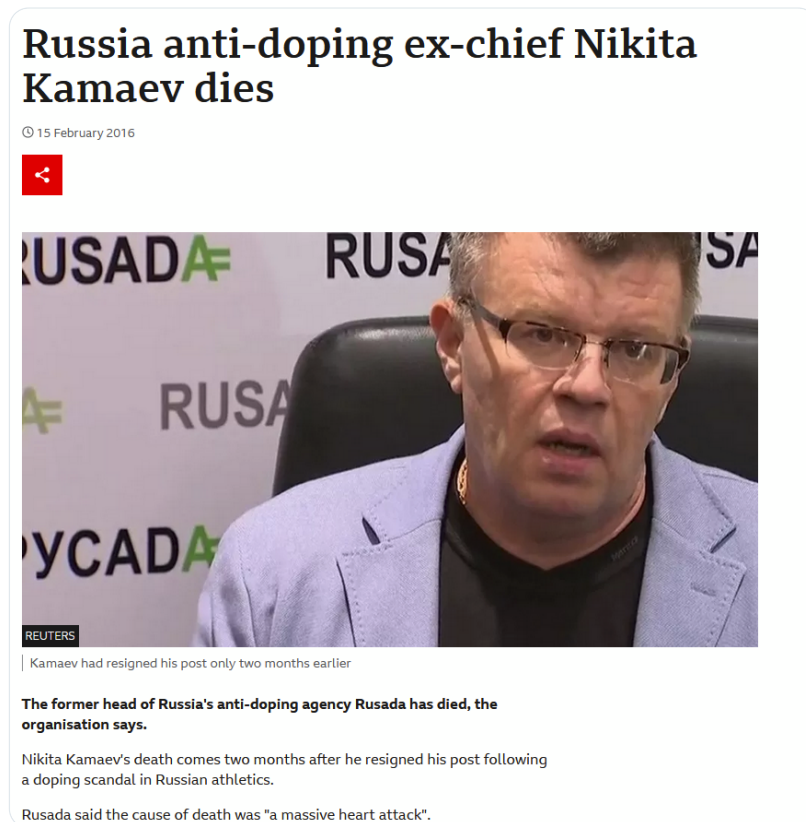 Russia anti-doping ex-chief Nikita
Kamaev dies
15 February 2016
RUSADA
RUSA
SA
RUSA
РУСАДА
REUTERS
Kamaev had resigned his post only two months earlier
The former head of Russia's anti-doping agency Rusada has died, the
organisation says.
Nikita Kamaev's death comes two months after he resigned his post following
a doping scandal in Russian athletics.
Rusada said the cause of death was "a massive heart attack".